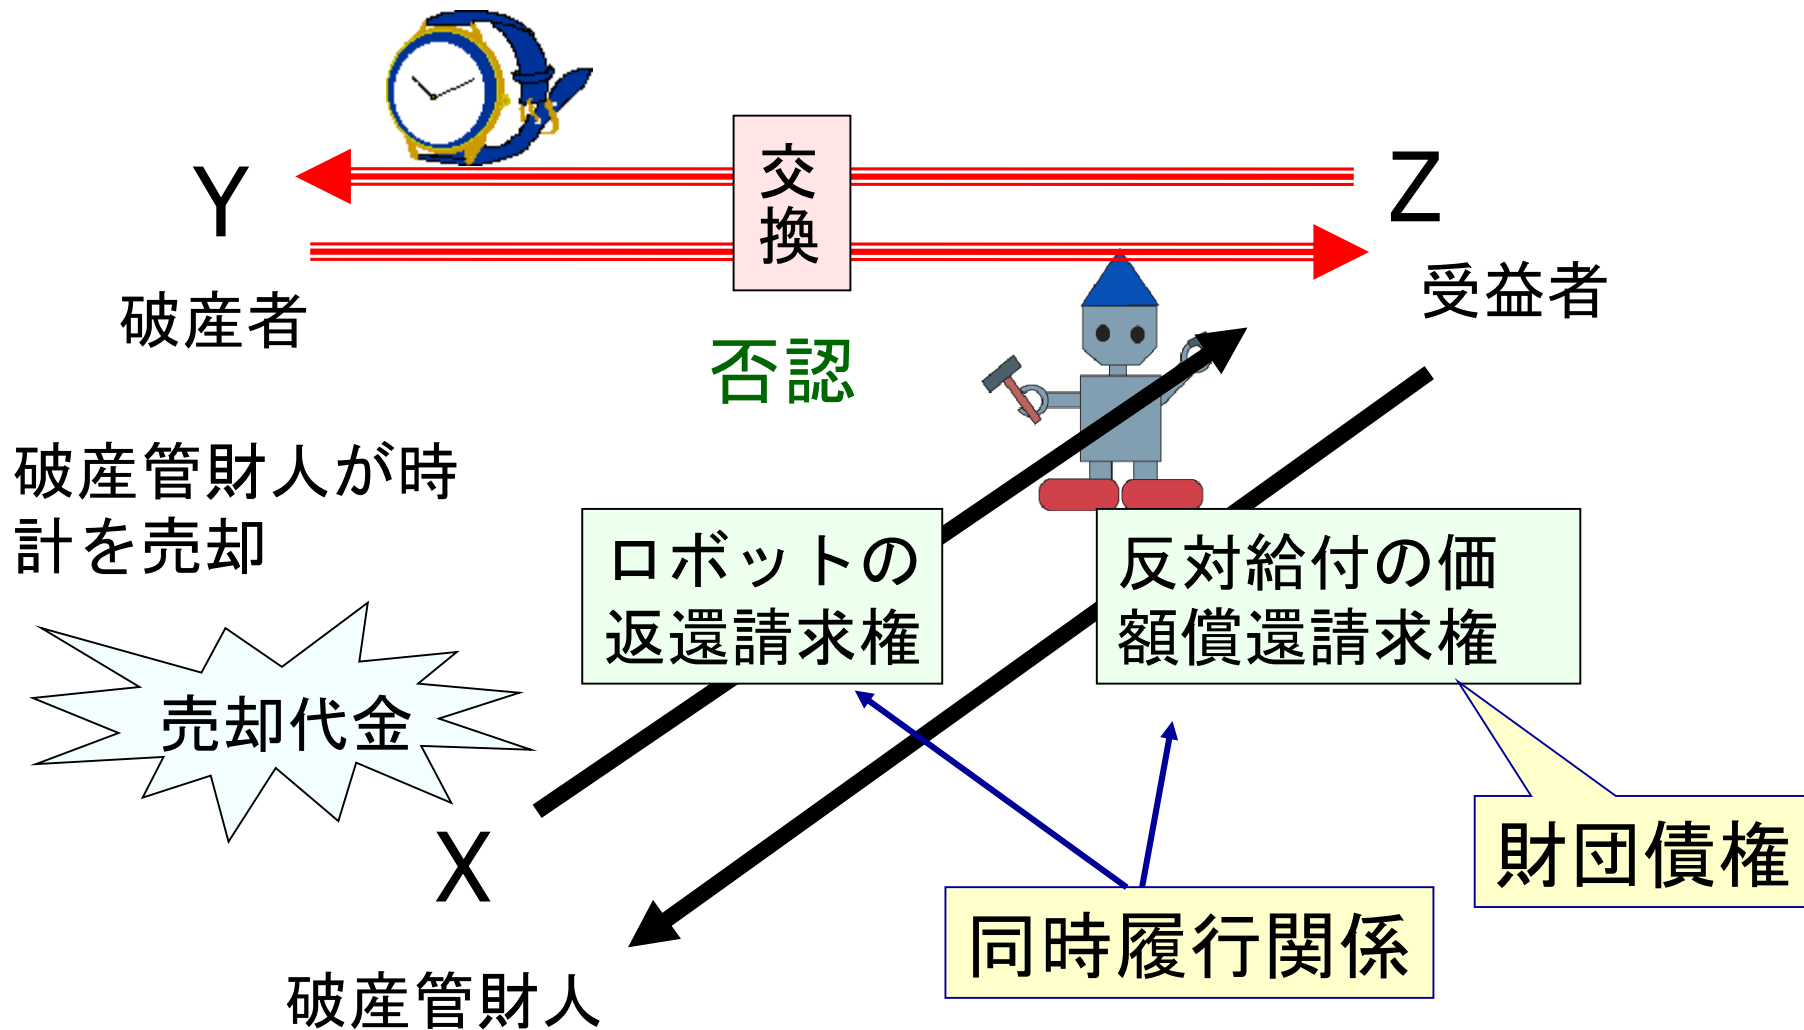 交
換
Y
Z
破産者
受益者
否認
破産管財人が時
計を売却
ロボットの
返還請求権
反対給付の価
額償還請求権
売却代金
X
財団債権
同時履行関係
破産管財人